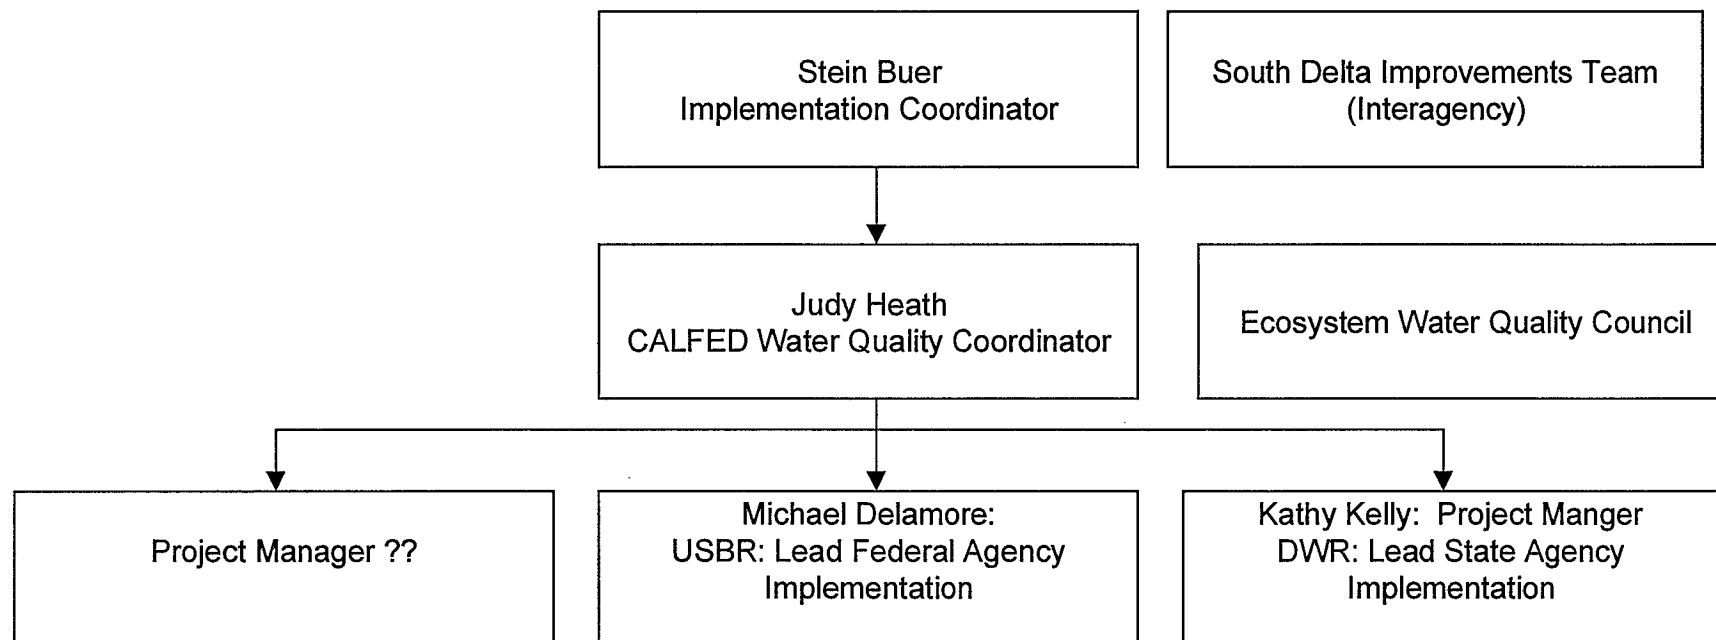 Stein Buer
Implementation Coordinator
South Delta Improvements Team
(Interagency)
Judy Heath
CALFED Water Quality Coordinator
Ecosystem Water Quality Council
Project Manager ??
Michael Delamore:
USBR: Lead Federal Agency
Implementation
Kathy Kelly: Project Manger
DWR: Lead State Agency
Implementation